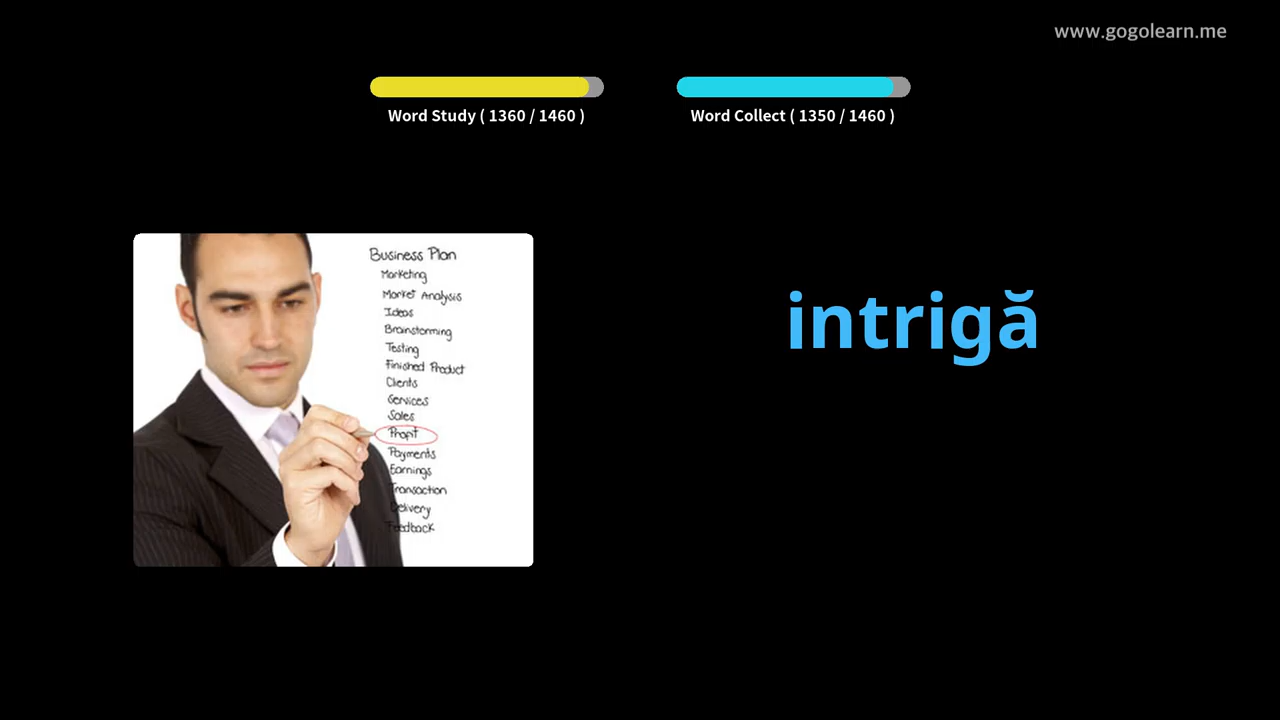 www.gogolearn.me
Word Study ( 1360 / 1460 )
Word Collect ( 1350 / 1460 )
Business Plan
Marketing
Market Analysis
Ideas
Brainstorming
Testing
Finished Product
Clients
Services
Sales
Profit
Payments
Earnings
Transaction
Delivery
Feedback
intrigă